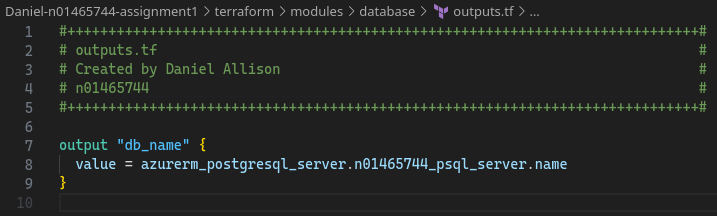 Daniel-n01465744-assignment1 > terraform > modules > database > outputs.tf > ...
1 #++++++++++++++++++++++++++++++++++++++++++++++++++++++++++++++++++++++++++++#
2 # outputs.tf #
3 # Created by Daniel Allison #
4 # n01465744 #
5 #++++++++++++++++++++++++++++++++++++++++++++++++++++++++++++++++++++++++++++#
6
7 output "db_name" {
8 value = azurerm_postgresql_server.n01465744_psql_server.name
9 }
10